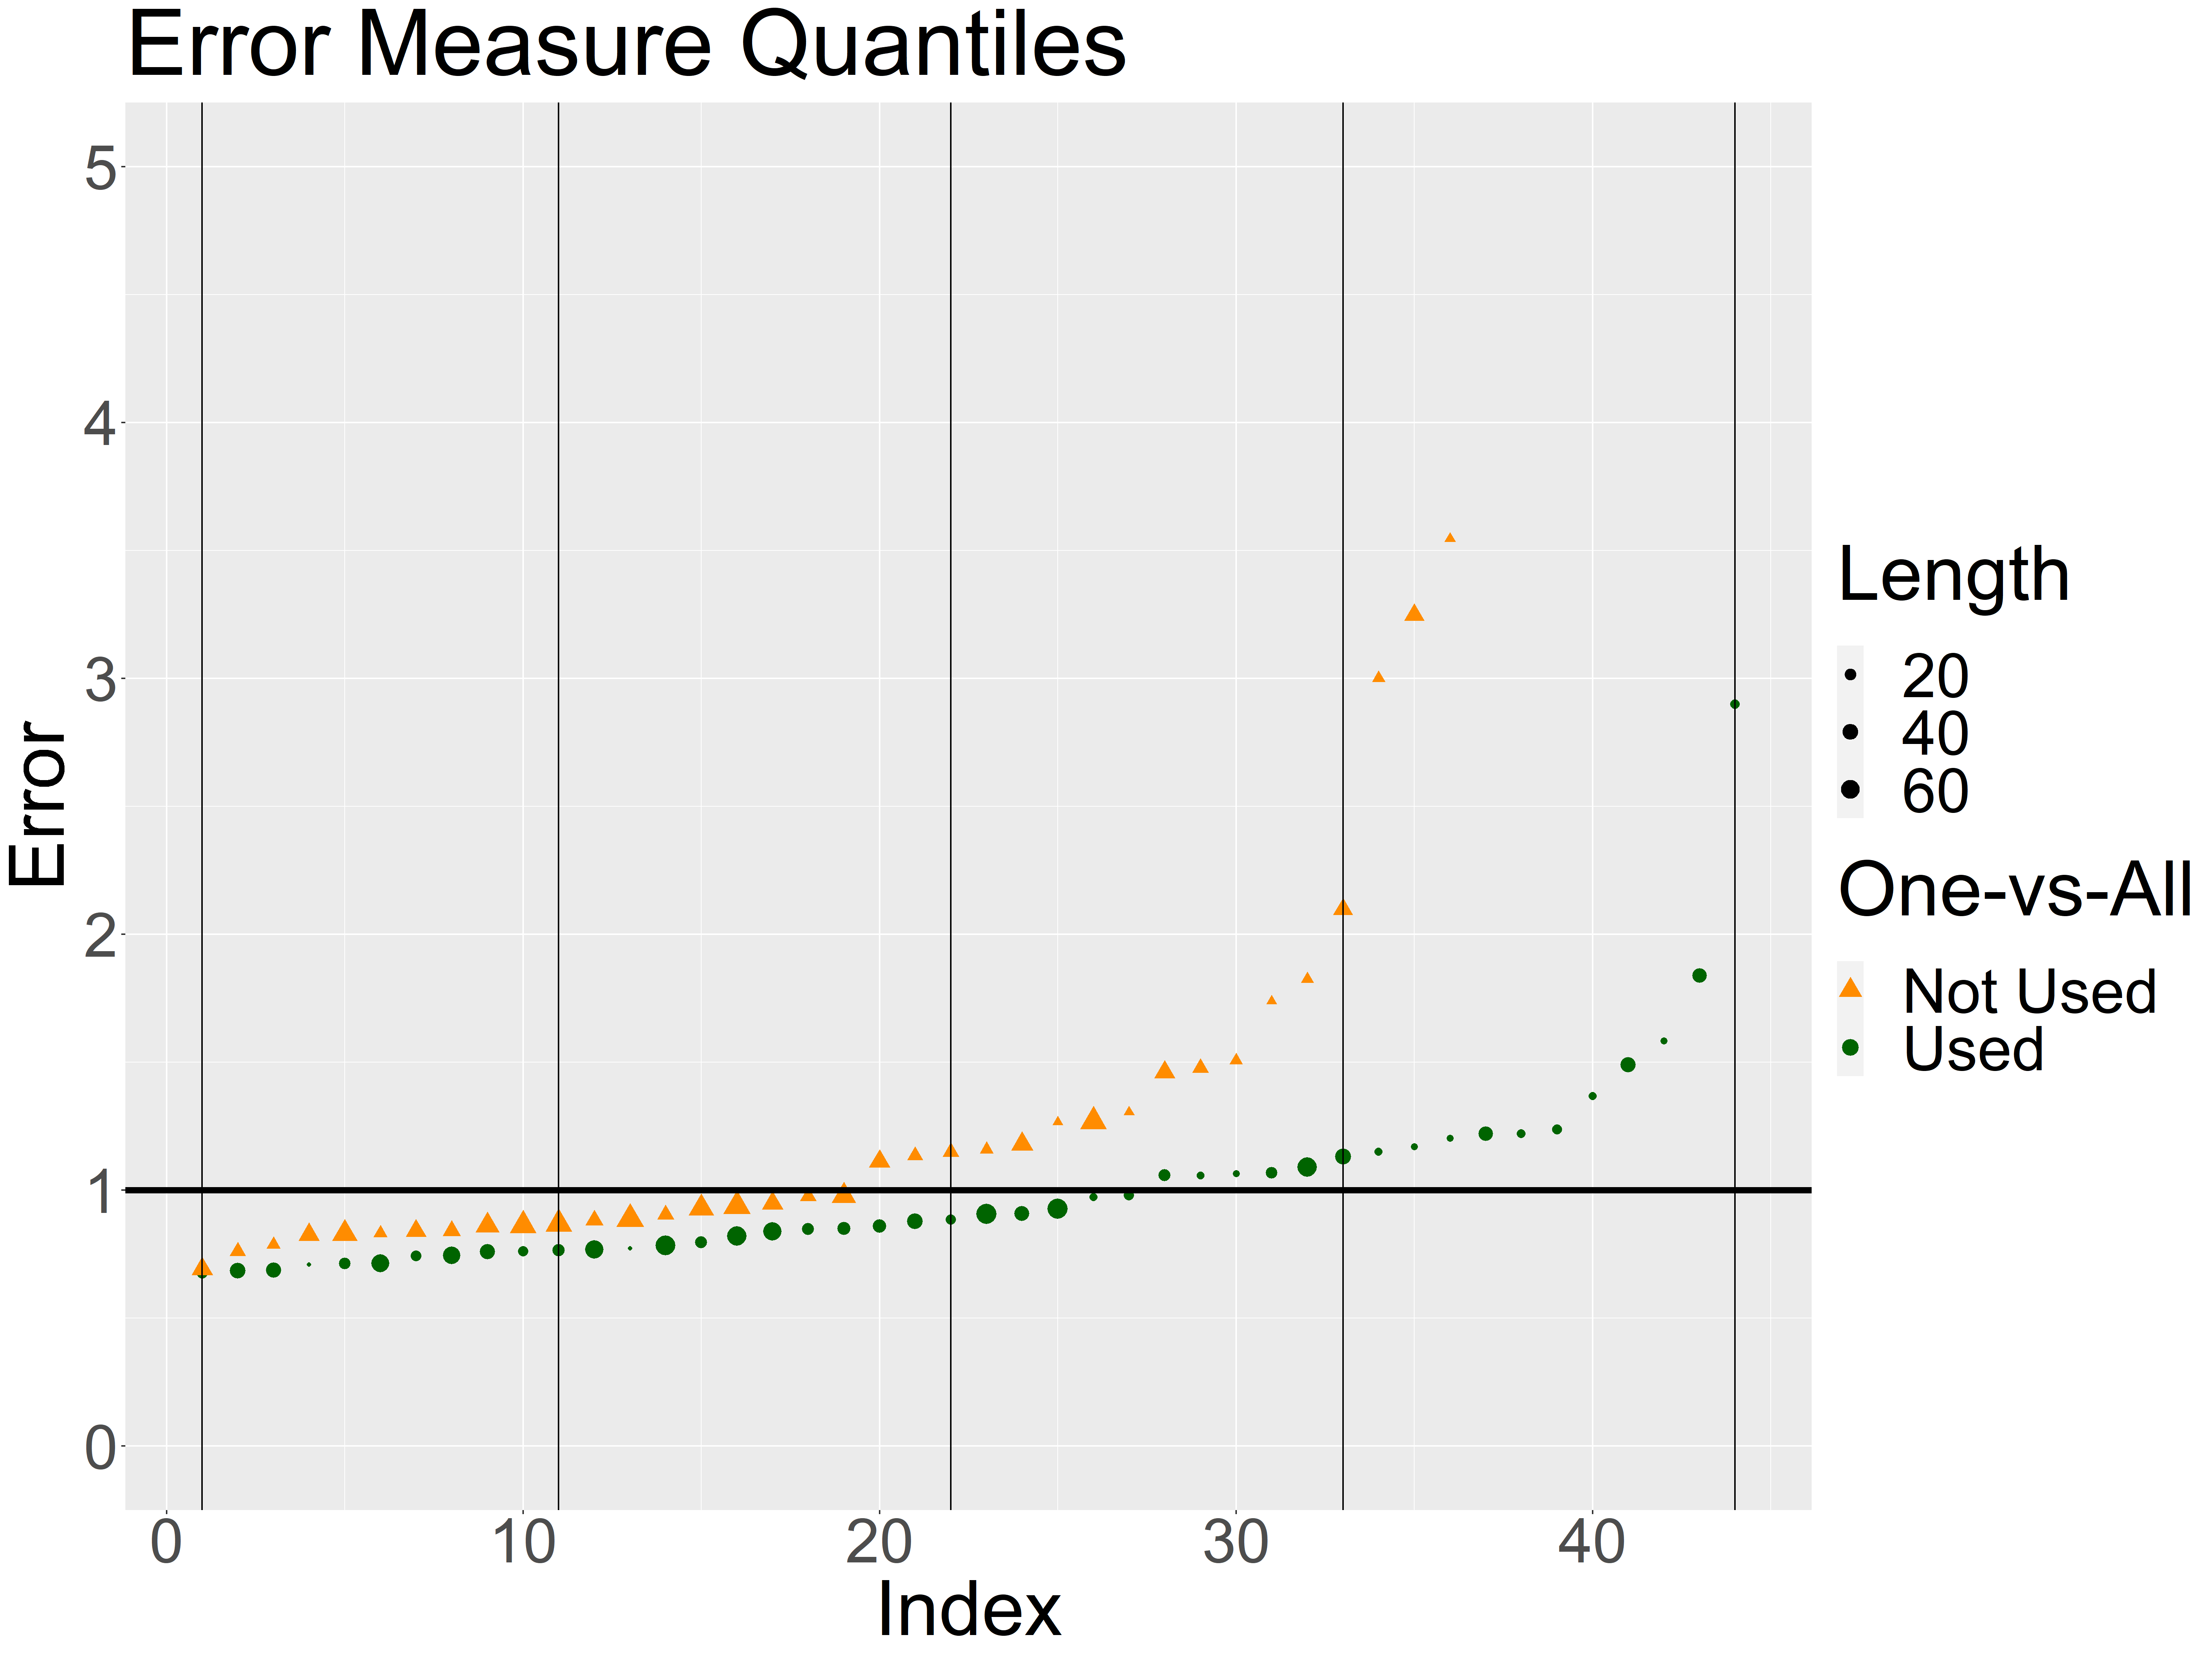 Error Measure Quantiles
Error
5
4
3
2
1
0
0 10 20 30 40
Index
Length
20
40
60
One-vs-All
Not Used
Used